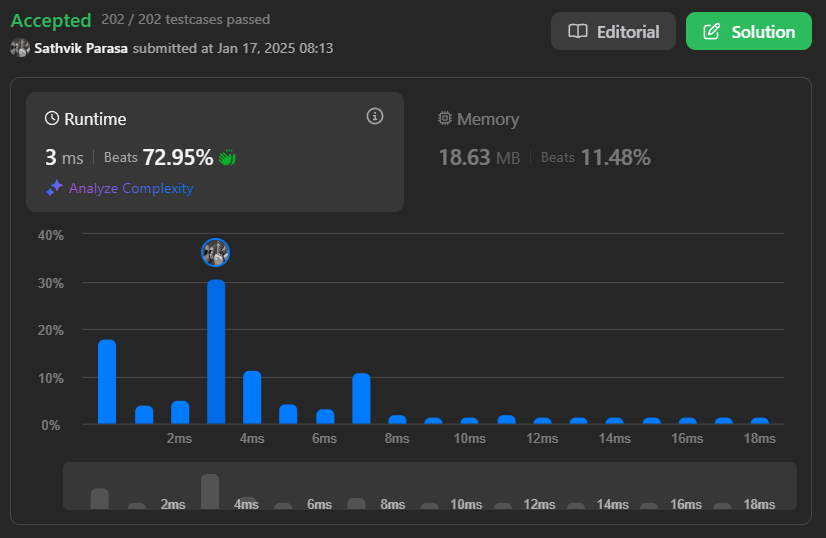 Accepted 202 / 202 testcases passed
Editorial
Solution
Sathvik Parasa submitted at Jan 17, 2025 08:13
Runtime
3 ms | Beats 72.95%
Analyze Complexity
Memory
18.63 MB | Beats 11.48%
40%
30%
20%
10%
0%
2ms 4ms 6ms 8ms 10ms 12ms 14ms 16ms 18ms
2ms 4ms 6ms 8ms 10ms 12ms 14ms 16ms 18ms